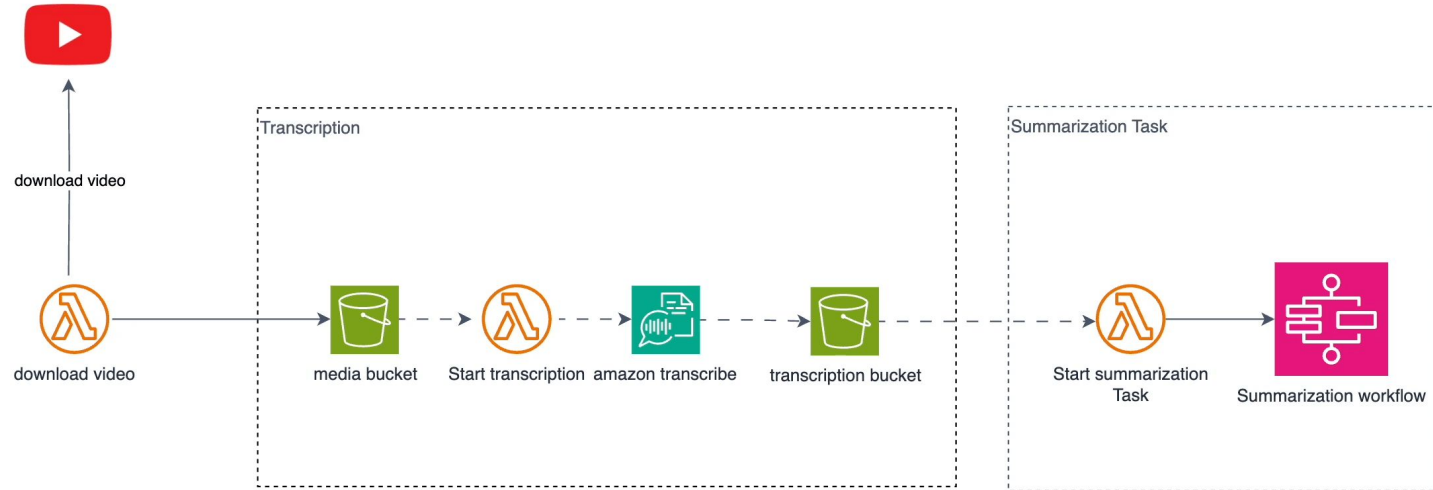 Transcription
Summarization Task
download video
download video
media bucket
Start transcription
amazon transcribe
transcription bucket
Start summarization
Task
Summarization workflow